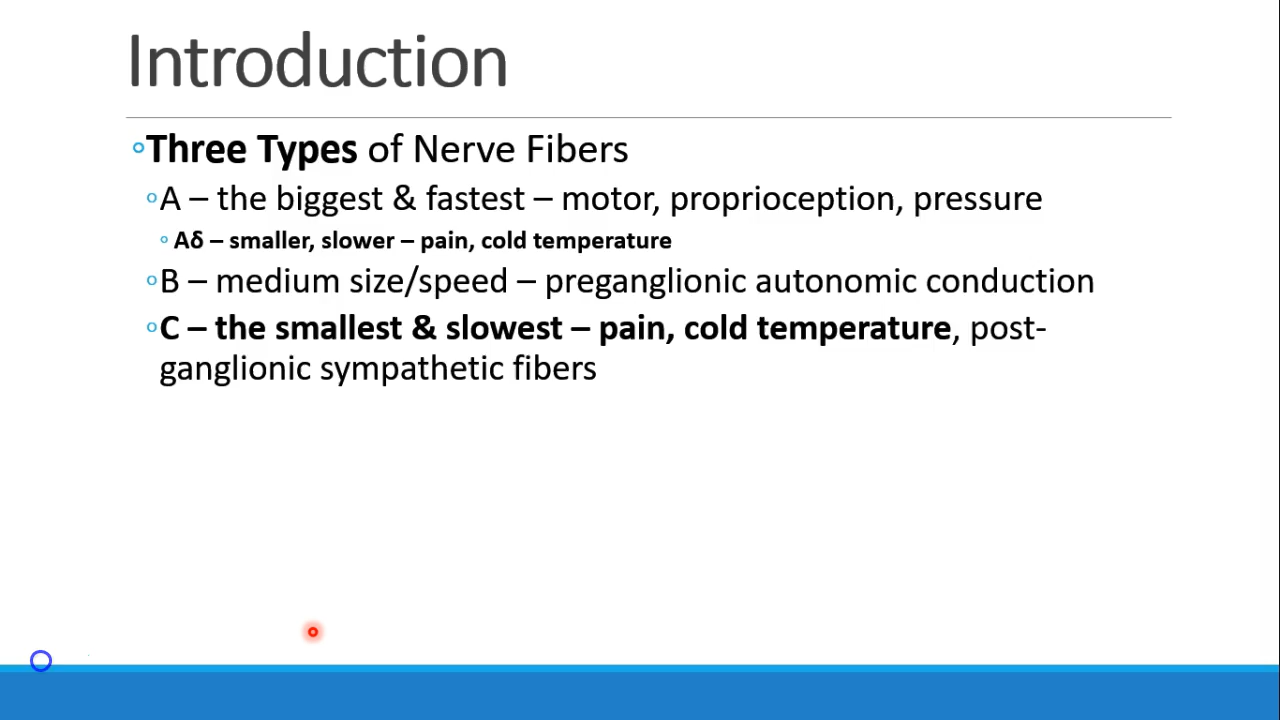 Introduction
Three Types of Nerve Fibers
A – the biggest & fastest – motor, proprioception, pressure
Aδ – smaller, slower – pain, cold temperature
B – medium size/speed – preganglionic autonomic conduction
C – the smallest & slowest – pain, cold temperature, post-
ganglionic sympathetic fibers